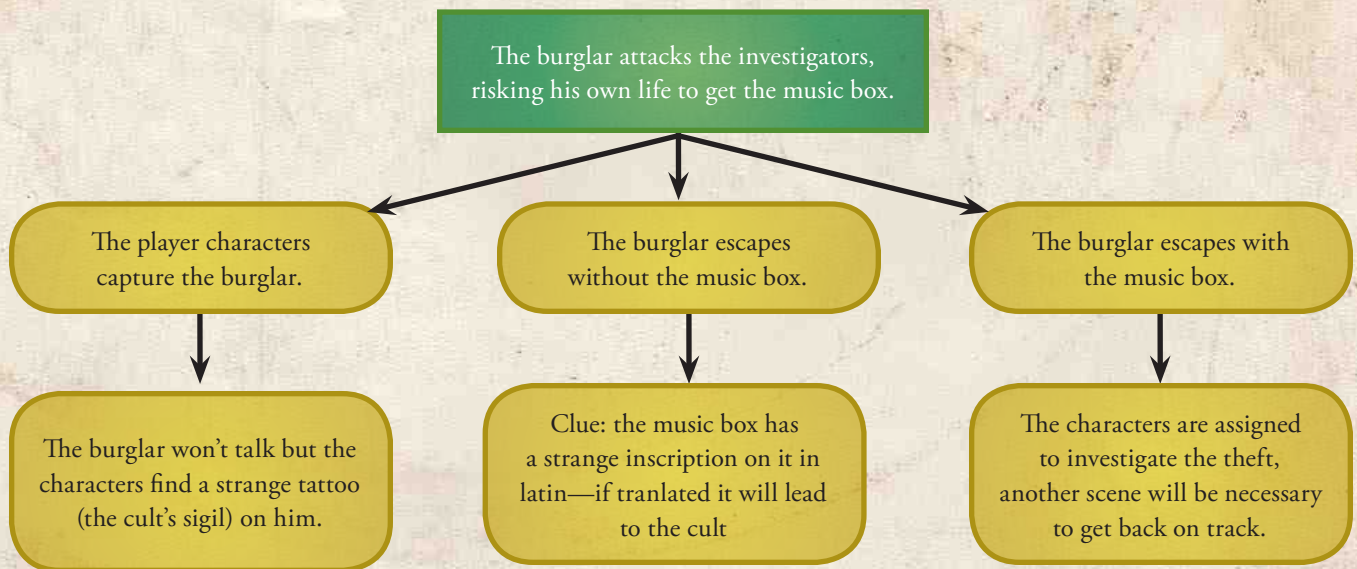 The burglar attacks the investigators,
risking his own life to get the music box.
The player characters
capture the burglar.
The burglar escapes
without the music box.
The burglar escapes with
the music box.
The burglar won’t talk but the
characters find a strange tattoo
(the cult’s sigil) on him.
Clue: the music box has
a strange inscription on it in
latin—if tranlated it will lead
to the cult
The characters are assigned
to investigate the theft,
another scene will be necessary
to get back on track.